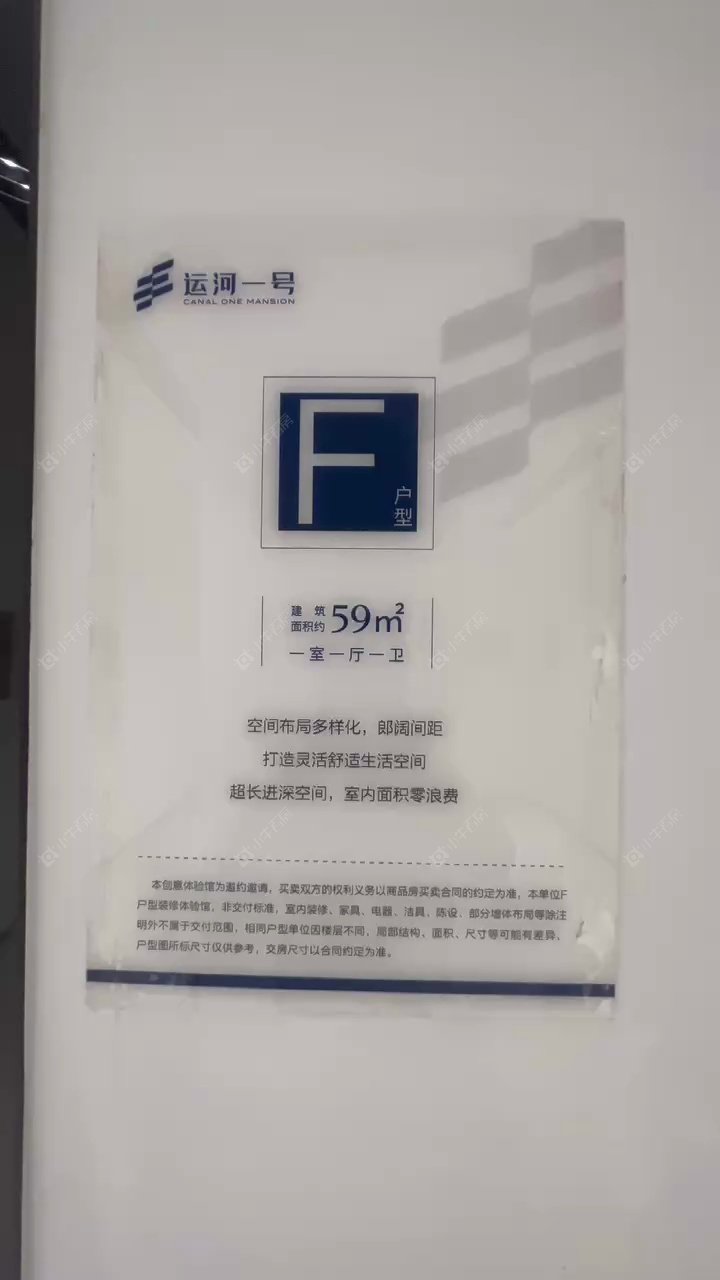 运河一号
CANAL ONE MANSION
F
户型
建筑面积约 59m²
一室一厅一卫
空间布局多样化，郎阔间距
打造灵活舒适生活空间
超长进深空间，室内面积零浪费
本创意体验馆为邀约邀请，买卖双方的权利义务以商品房买卖合同的约定为准，本单位F
户型装修体验馆，非交付标准，室内装修、家具、电器、洁具、陈设、部分墙体布局等除注
明外不属于交付范围，相同户型单位因楼层不同，局部结构、面积、尺寸等可能有差异、
户型图所标尺寸仅供参考，交房尺寸以合同约定为准。